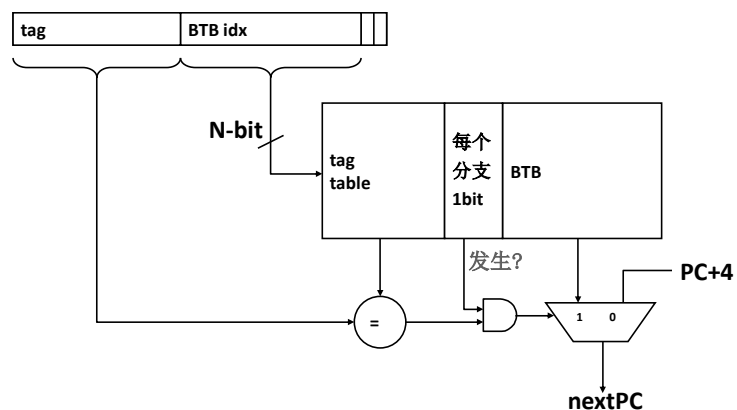 tag BTB idx
N-bit
tag
table
每个
分支
1bit
BTB
发生?
PC+4
=
1 0
nextPC